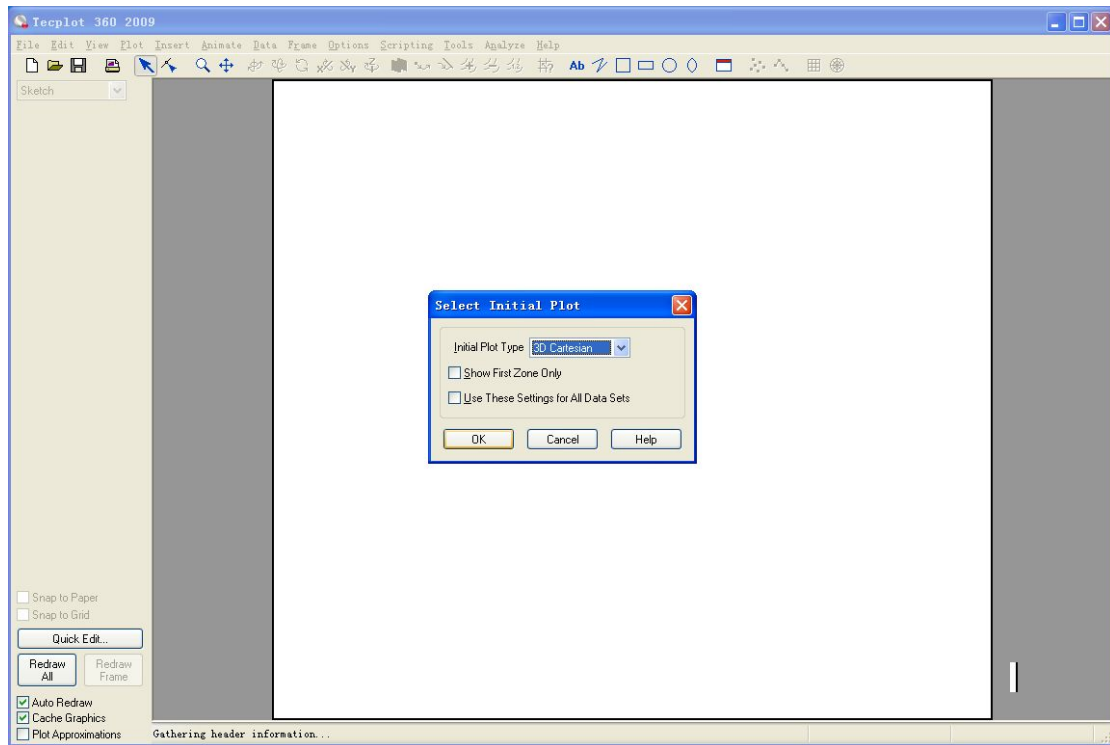 Tecplot 360 2009
File Edit View Plot Insert Animate Data Frame Options Scripting Tools Analyze Help
Ab
Sketch
Select Initial Plot
Initial Plot Type 3D Cartesian
Show First Zone Only
Use These Settings for All Data Sets
OK Cancel Help
Snap to Paper
Snap to Grid
Quick Edit...
Redraw All Redraw Frame
Auto Redraw
Cache Graphics
Plot Approximations Gathering header information...